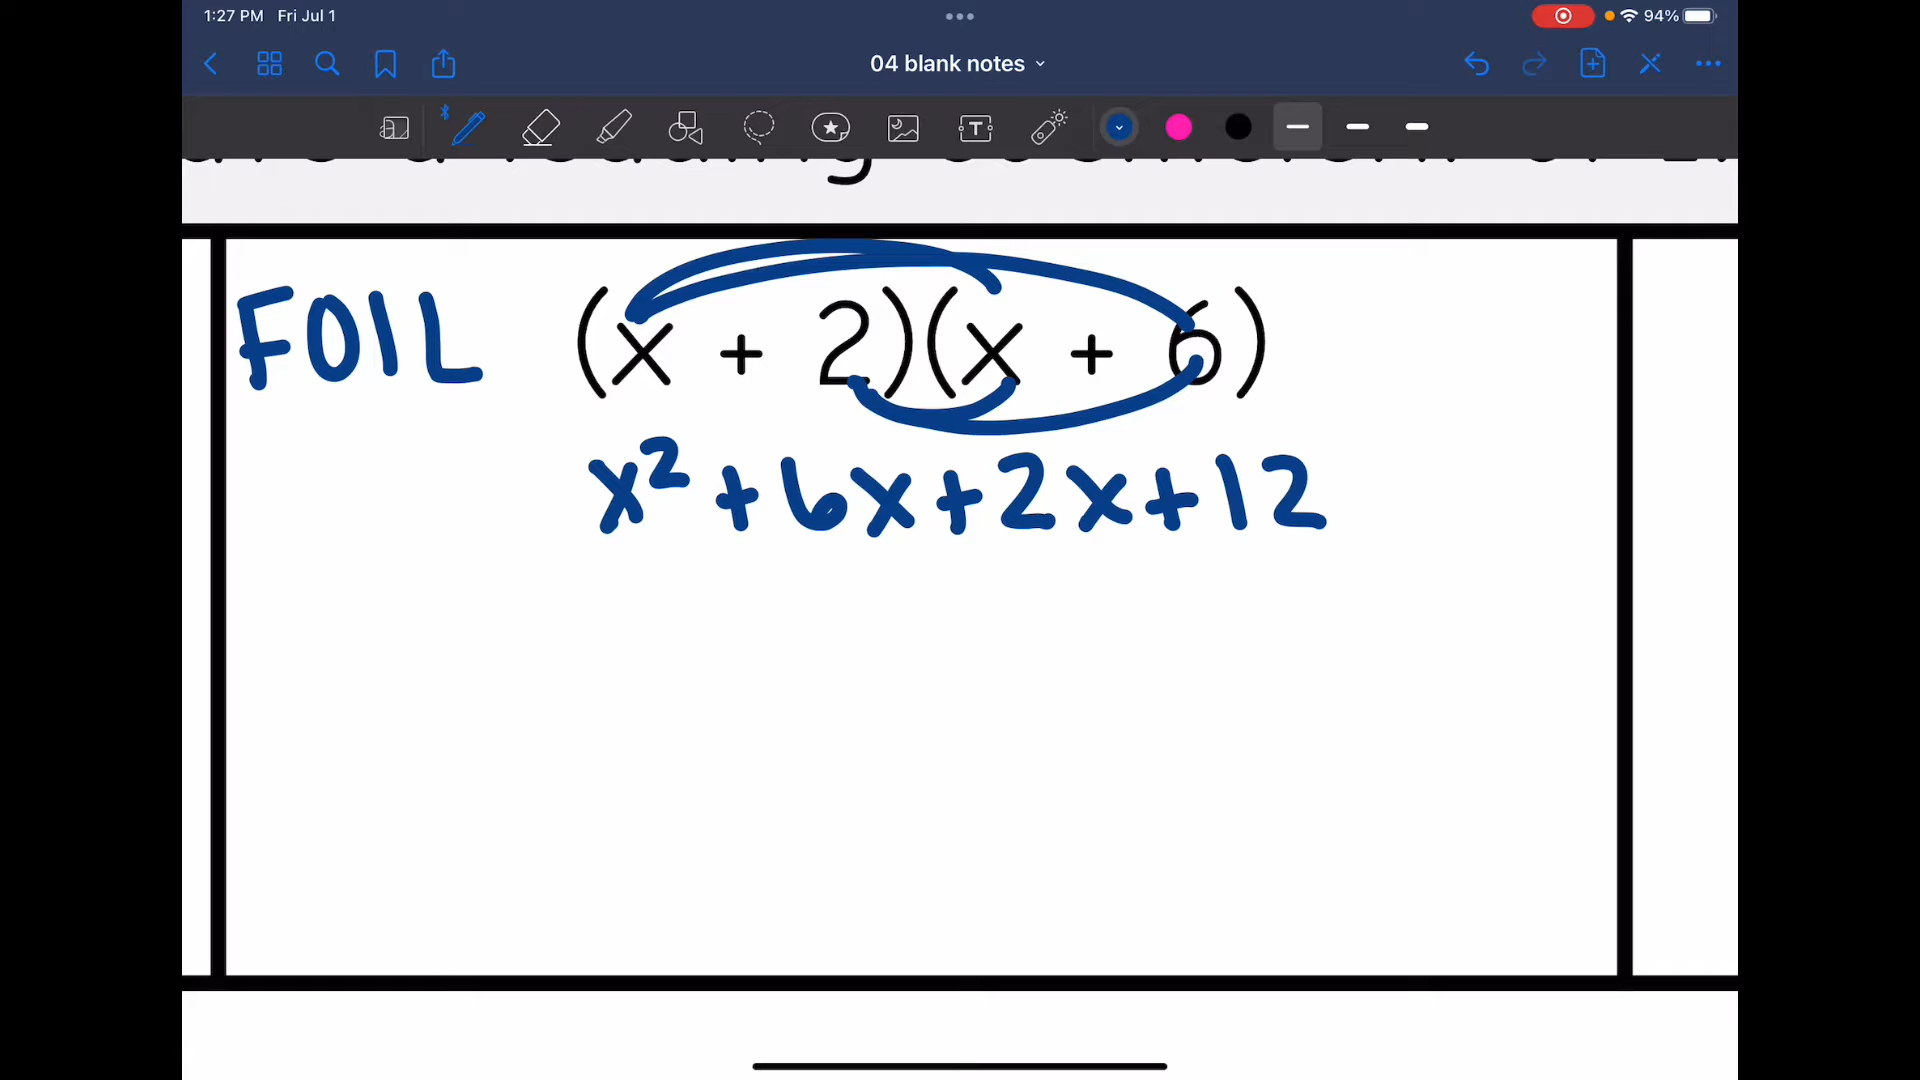 1:27 PM Fri Jul 1
94%
04 blank notes
T
FOIL (x + 2)(x + 6)
x² + 6x + 2x + 12